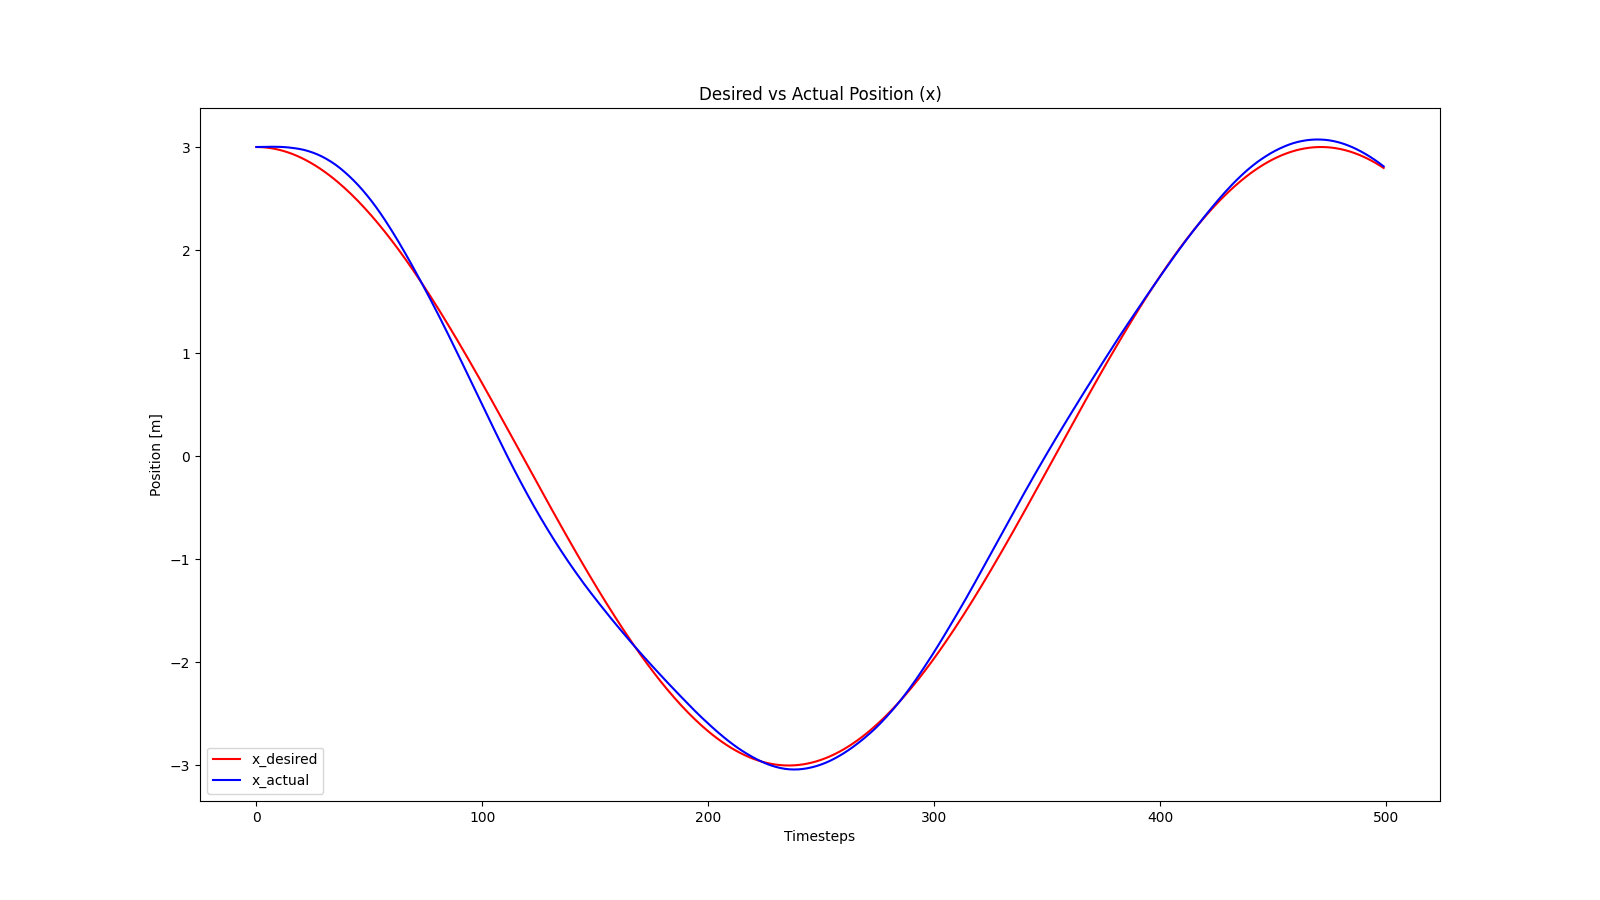 Desired vs Actual Position (x)
3
2
1
0
−1
−2
−3
Position [m]
x_desired
x_actual
0 100 200 300 400 500
Timesteps